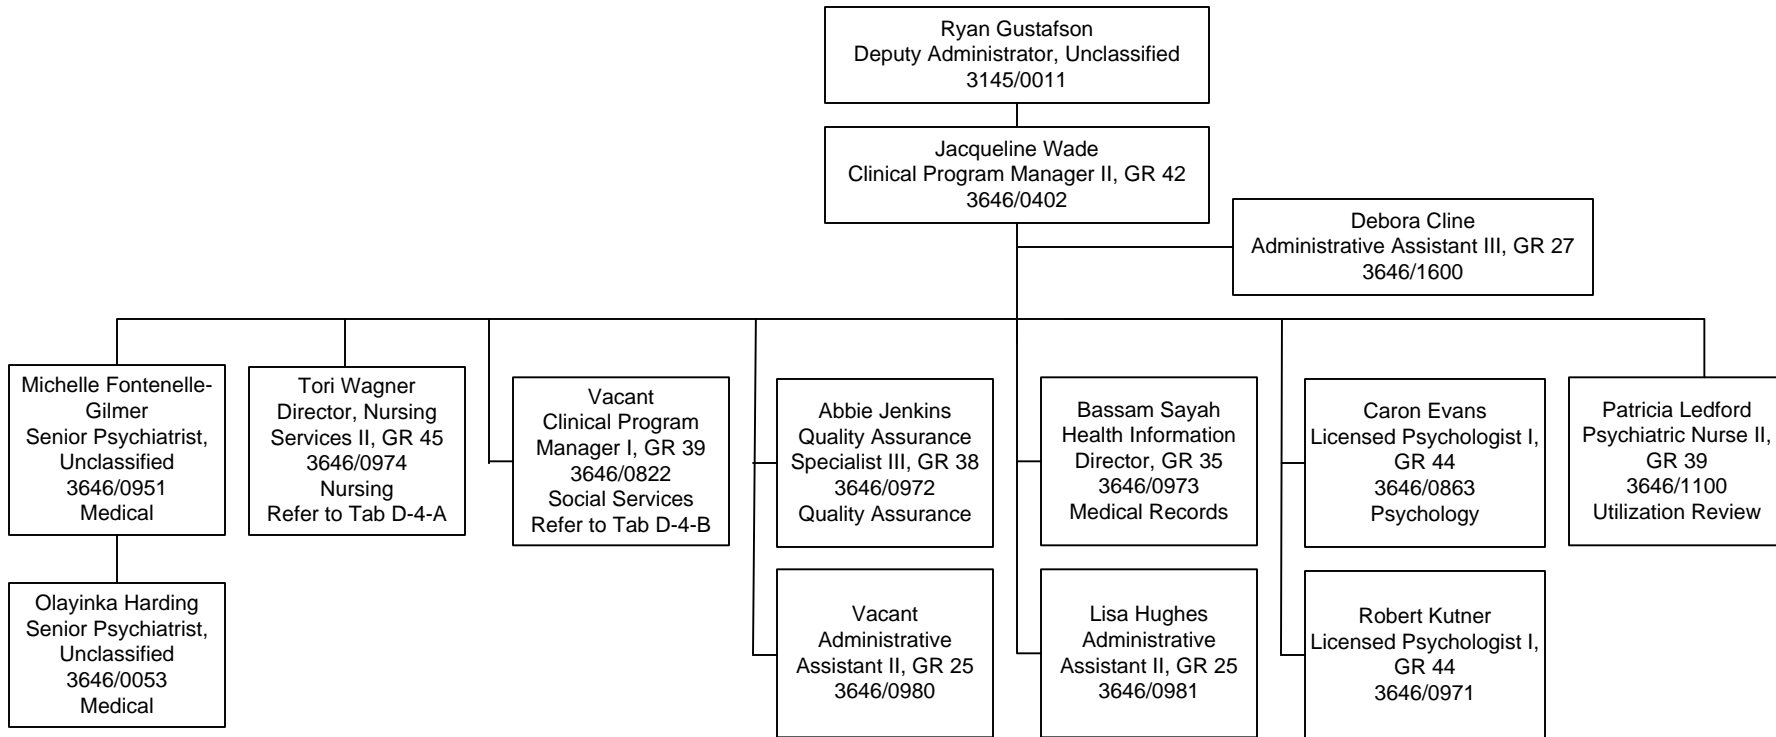 Ryan Gustafson
Deputy Administrator, Unclassified
3145/0011
Jacqueline Wade
Clinical Program Manager II, GR 42
3646/0402
Debora Cline
Administrative Assistant III, GR 27
3646/1600
Michelle Fontenelle-
Gilmer
Senior Psychiatrist,
Unclassified
3646/0951
Medical
Tori Wagner
Director, Nursing
Services II, GR 45
3646/0974
Nursing
Refer to Tab D-4-A
Vacant
Clinical Program
Manager I, GR 39
3646/0822
Social Services
Refer to Tab D-4-B
Abbie Jenkins
Quality Assurance
Specialist III, GR 38
3646/0972
Quality Assurance
Bassam Sayah
Health Information
Director, GR 35
3646/0973
Medical Records
Caron Evans
Licensed Psychologist I,
GR 44
3646/0863
Psychology
Patricia Ledford
Psychiatric Nurse II,
GR 39
3646/1100
Utilization Review
Olayinka Harding
Senior Psychiatrist,
Unclassified
3646/0053
Medical
Vacant
Administrative
Assistant II, GR 25
3646/0980
Lisa Hughes
Administrative
Assistant II, GR 25
3646/0981
Robert Kutner
Licensed Psychologist I,
GR 44
3646/0971